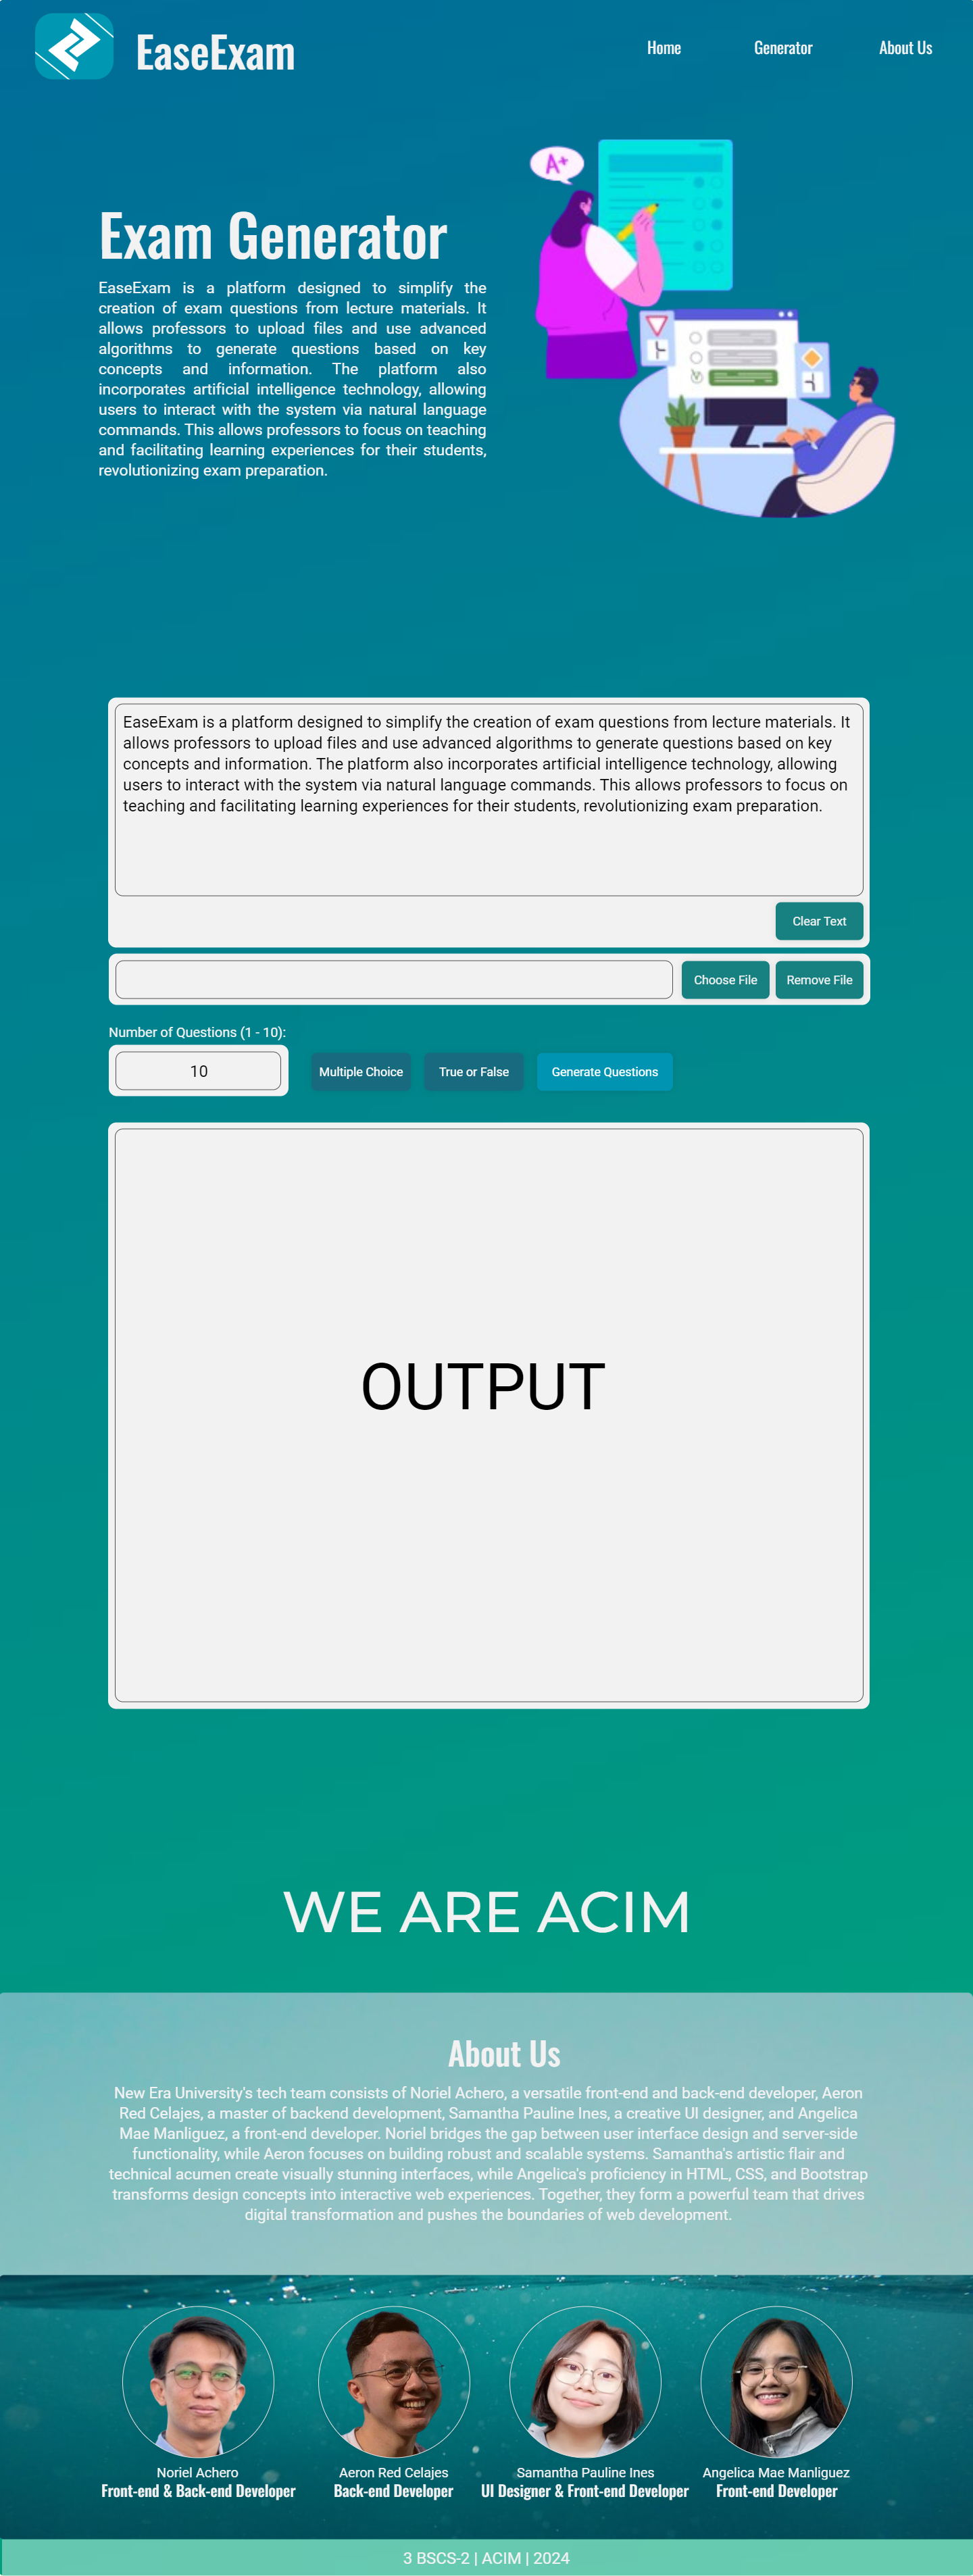 EaseExam
Home
Generator
About Us
A+
Exam Generator
EaseExam is a platform designed to simplify the
creation of exam questions from lecture materials. It
allows professors to upload files and use advanced
algorithms to generate questions based on key
concepts and information. The platform also
incorporates artificial intelligence technology, allowing
users to interact with the system via natural language
commands. This allows professors to focus on teaching
and facilitating learning experiences for their students,
revolutionizing exam preparation.
EaseExam is a platform designed to simplify the creation of exam questions from lecture materials. It
allows professors to upload files and use advanced algorithms to generate questions based on key
concepts and information. The platform also incorporates artificial intelligence technology, allowing
users to interact with the system via natural language commands. This allows professors to focus on
teaching and facilitating learning experiences for their students, revolutionizing exam preparation.
Clear Text
Choose File
Remove File
Number of Questions (1 - 10):
10
Multiple Choice
True or False
Generate Questions
OUTPUT
WE ARE ACIM
About Us
New Era University's tech team consists of Noriel Achero, a versatile front-end and back-end developer, Aeron
Red Celajes, a master of backend development, Samantha Pauline Ines, a creative UI designer, and Angelica
Mae Manliguez, a front-end developer. Noriel bridges the gap between user interface design and server-side
functionality, while Aeron focuses on building robust and scalable systems. Samantha's artistic flair and
technical acumen create visually stunning interfaces, while Angelica's proficiency in HTML, CSS, and Bootstrap
transforms design concepts into interactive web experiences. Together, they form a powerful team that drives
digital transformation and pushes the boundaries of web development.
Noriel Achero
Front-end & Back-end Developer
Aeron Red Celajes
Back-end Developer
Samantha Pauline Ines
UI Designer & Front-end Developer
Angelica Mae Manliguez
Front-end Developer
3 BSCS-2 | ACIM | 2024